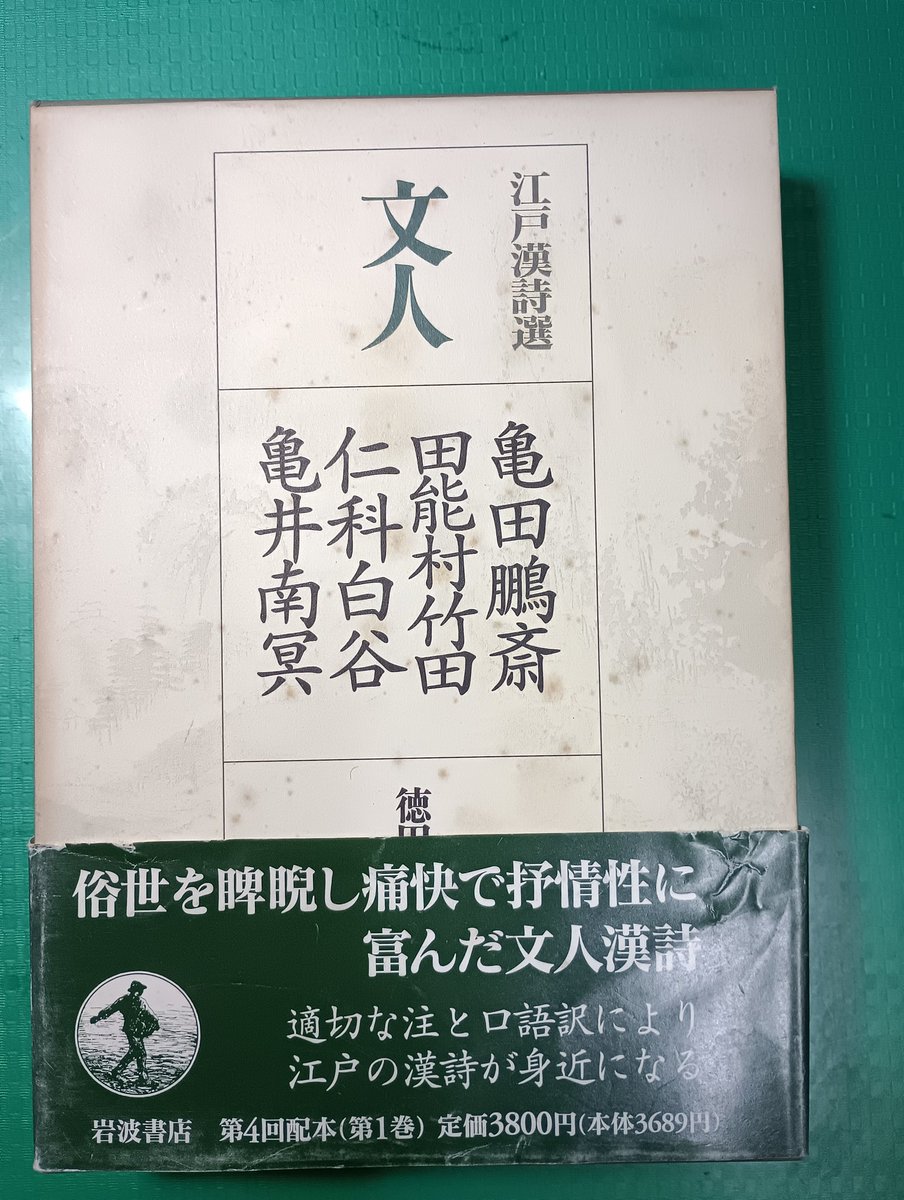 江戸漢詩選
文人
亀田鵬斎
田能村竹田
仁科白谷
亀井南冥
徳田
俗世を睥睨し痛快で抒情性に
富んだ文人漢詩
適切な注と口語訳により
江戸の漢詩が身近になる
岩波書店 第4回配本(第1巻) 定価3800円(本体3689円)